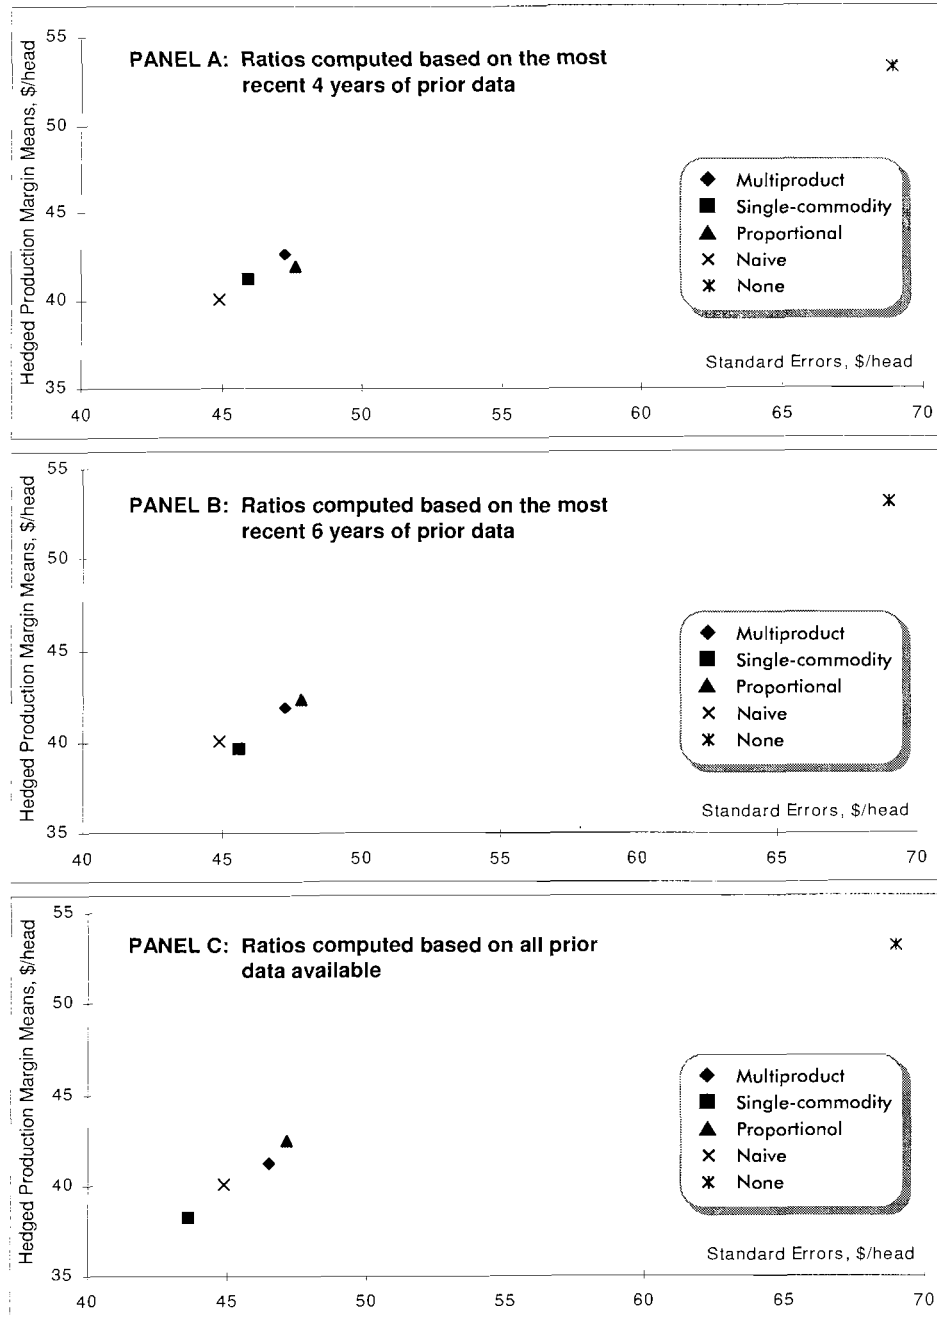 Hedged Production Margin Means, $/head
55
50
45
40
35
PANEL A: Ratios computed based on the most
recent 4 years of prior data
Multiproduct
Single-commodity
Proportional
Naive
None
Standard Errors, $/head
40 45 50 55 60 65 70
Hedged Production Margin Means, $/head
55
50
45
40
35
PANEL B: Ratios computed based on the most
recent 6 years of prior data
Multiproduct
Single-commodity
Proportional
Naive
None
Standard Errors, $/head
40 45 50 55 60 65 70
Hedged Production Margin Means, $/head
55
50
45
40
35
PANEL C: Ratios computed based on all prior
data available
Multiproduct
Single-commodity
Proportional
Naive
None
Standard Errors, $/head
40 45 50 55 60 65 70